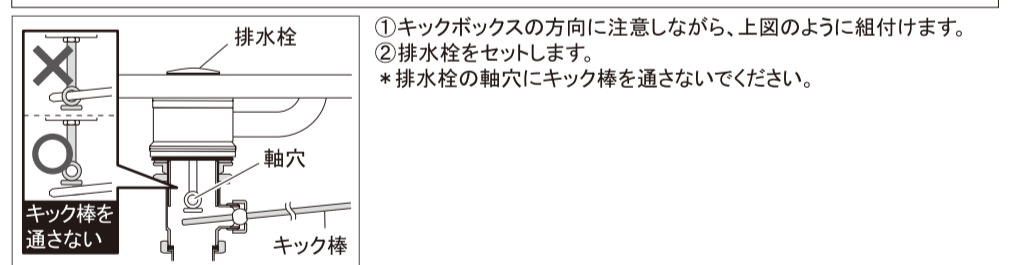 ①キックボックスの方向に注意しながら、上図のように組付けます。
②排水栓をセットします。
＊排水栓の軸穴にキック棒を通さないでください。
排水栓
軸穴
キック棒を
通さない
キック棒